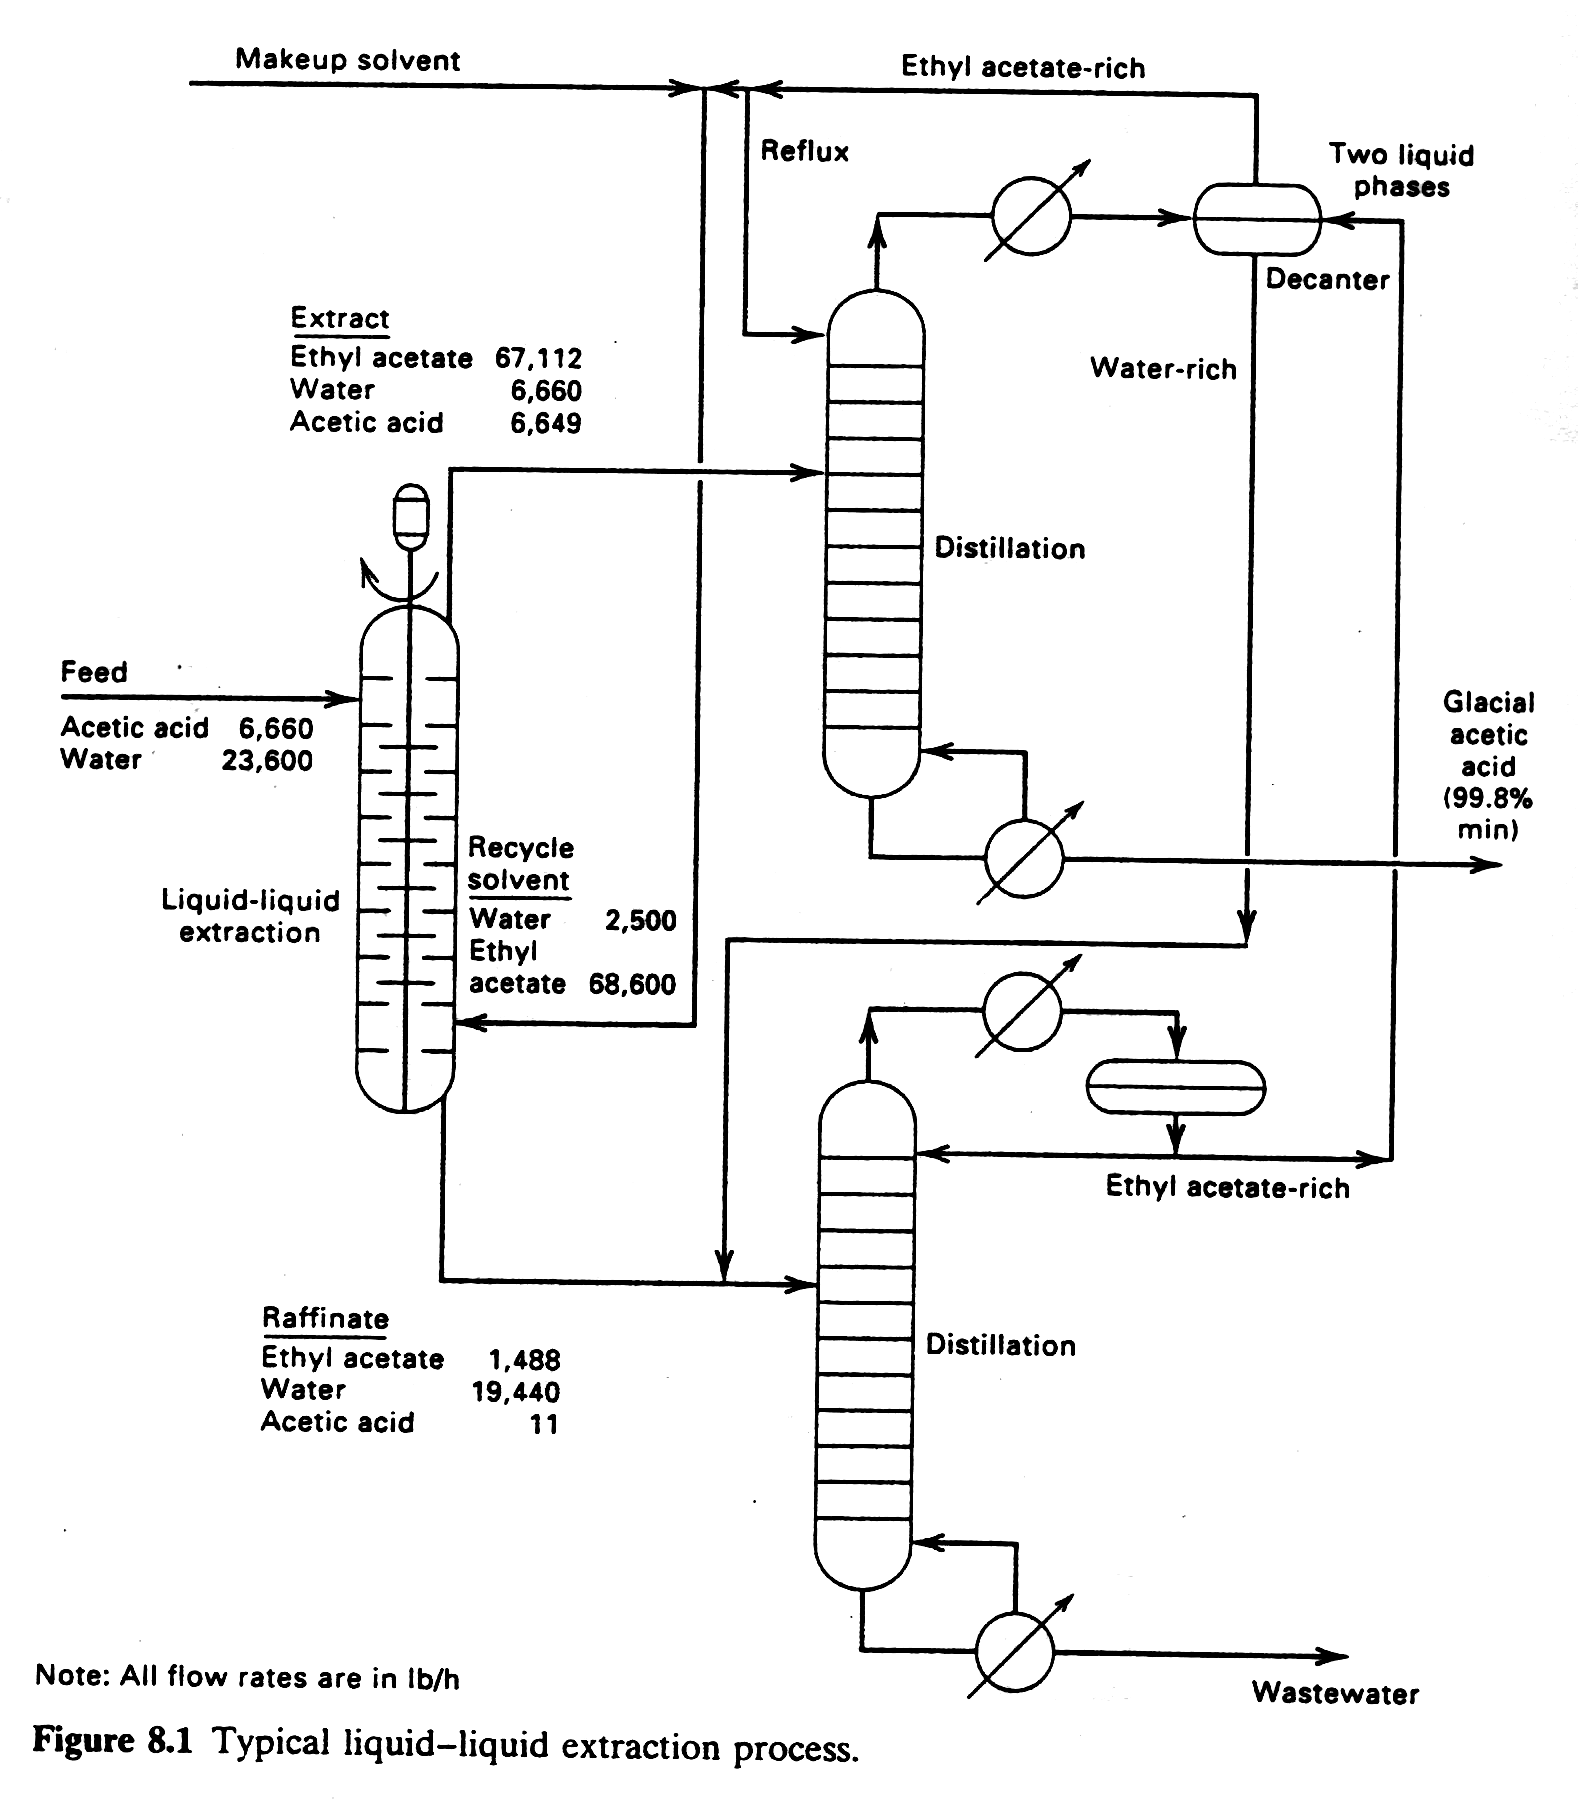 Makeup solvent
Ethyl acetate-rich
Reflux
Two liquid
phases
Decanter
Extract
Ethyl acetate 67,112
Water 6,660
Acetic acid 6,649
Water-rich
Distillation
Feed
Acetic acid 6,660
Water 23,600
Glacial
acetic
acid
(99.8%
min)
Liquid-liquid
extraction
Recycle
solvent
Water 2,500
Ethyl
acetate 68,600
Ethyl acetate-rich
Raffinate
Ethyl acetate 1,488
Water 19,440
Acetic acid 11
Distillation
Wastewater
Note: All flow rates are in lb/h
Figure 8.1 Typical liquid–liquid extraction process.